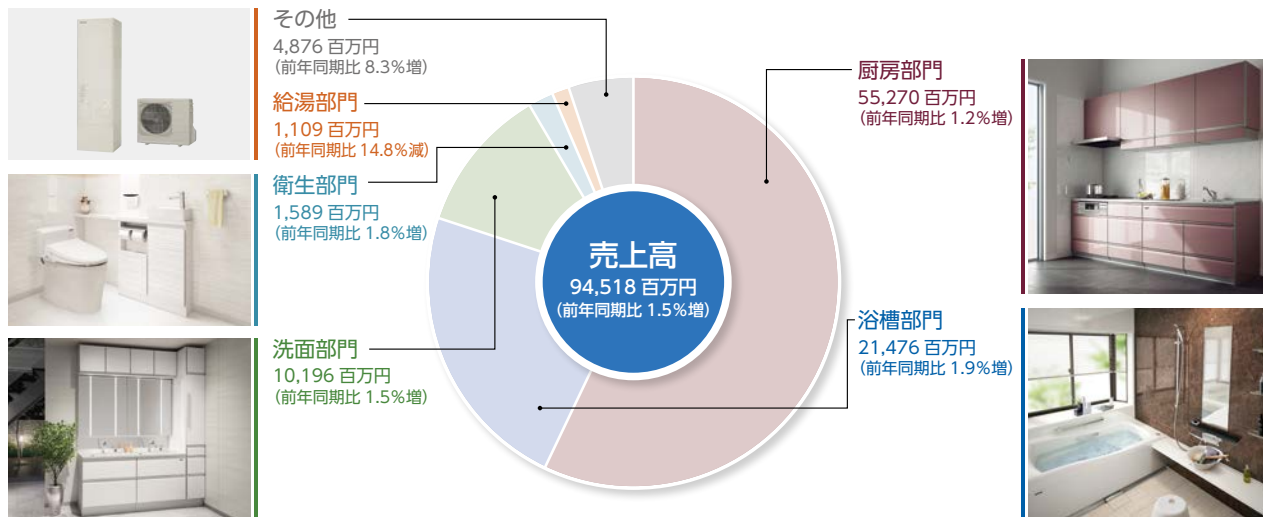 その他
4,876 百万円
(前年同期比 8.3%増)
給湯部門
1,109 百万円
(前年同期比 14.8%減)
衛生部門
1,589 百万円
(前年同期比 1.8%増)
洗面部門
10,196 百万円
(前年同期比 1.5%増)
売上高
94,518 百万円
(前年同期比 1.5%増)
厨房部門
55,270 百万円
(前年同期比 1.2%増)
浴槽部門
21,476 百万円
(前年同期比 1.9%増)